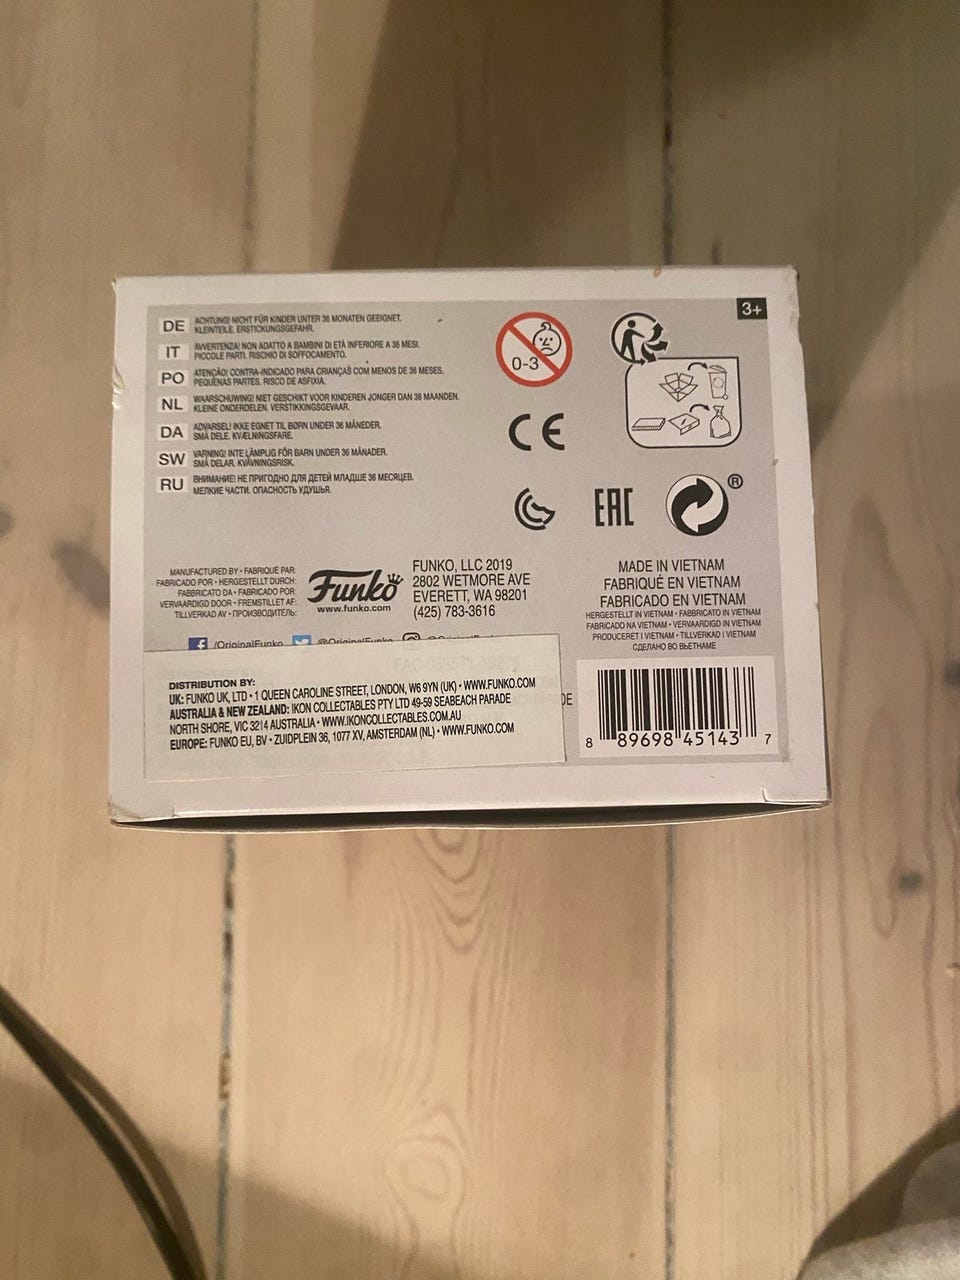 3+
DE
ACHTUNG! NICHT FÜR KINDER UNTER 36 MONATEN GEEIGNET.
KLEINTEILE. ERSTICKUNGSGEFAHR.
IT
AVVERTENZA! NON ADATTO A BAMBINI DI ETÀ INFERIORE A 36 MESI.
PICCOLE PARTI. RISCHIO DI SOFFOCAMENTO.
PO
ATENÇÃO! CONTRA-INDICADO PARA CRIANÇAS COM MENOS DE 36 MESES.
PEQUENAS PARTES. RISCO DE ASFIXIA.
NL
WAARSCHUWING! NIET GESCHIKT VOOR KINDEREN JONGER DAN 36 MAANDEN.
KLEINE ONDERDELEN. VERSTIKKINGSGEVAAR.
DA
ADVARSEL! IKKE EGNET TIL BØRN UNDER 36 MÅNEDER.
SMÅ DELE. KVÆLNINGSFARE.
SW
VARNING! INTE LÄMPLIG FÖR BARN UNDER 36 MÅNADER.
SMÅ DELAR. KVÄVNINGSRISK.
RU
ВНИМАНИЕ! НЕ ПРИГОДНО ДЛЯ ДЕТЕЙ МЛАДШЕ 36 МЕСЯЦЕВ.
МЕЛКИЕ ЧАСТИ. ОПАСНОСТЬ УДУШЬЯ.
0-3
CE
EAC
®
MANUFACTURED BY • FABRIQUÉ PAR:
FABRICADO POR • HERGESTELLT DURCH:
FABBRICATO DA • FABRICADO POR:
VERVAARDIGD DOOR • FREMSTILLET AF:
TILLVERKAD AV • ПРОИЗВОДИТЕЛЬ:
Funko
www.funko.com
FUNKO, LLC 2019
2802 WETMORE AVE
EVERETT, WA 98201
(425) 783-3616
MADE IN VIETNAM
FABRIQUÉ EN VIETNAM
FABRICADO EN VIETNAM
HERGESTELLT IN VIETNAM • FABBRICATO IN VIETNAM
FABRICADO NA VIETNAM • VERVAARDIGD IN VIETNAM
PRODUCERET I VIETNAM • TILLVERKAD I VIETNAM
СДЕЛАНО ВО ВЬЕТНАМЕ
/OriginalFunko @OriginalFunko
DISTRIBUTION BY:
UK: FUNKO UK, LTD • 1 QUEEN CAROLINE STREET, LONDON, W6 9YN (UK) • WWW.FUNKO.COM
AUSTRALIA & NEW ZEALAND: IKON COLLECTABLES PTY LTD 49-59 SEABEACH PARADE
NORTH SHORE, VIC 3214 AUSTRALIA • WWW.IKONCOLLECTABLES.COM.AU
EUROPE: FUNKO EU, BV • ZUIDPLEIN 36, 1077 XV, AMSTERDAM (NL) • WWW.FUNKO.COM
DE
8 89698 45143 7